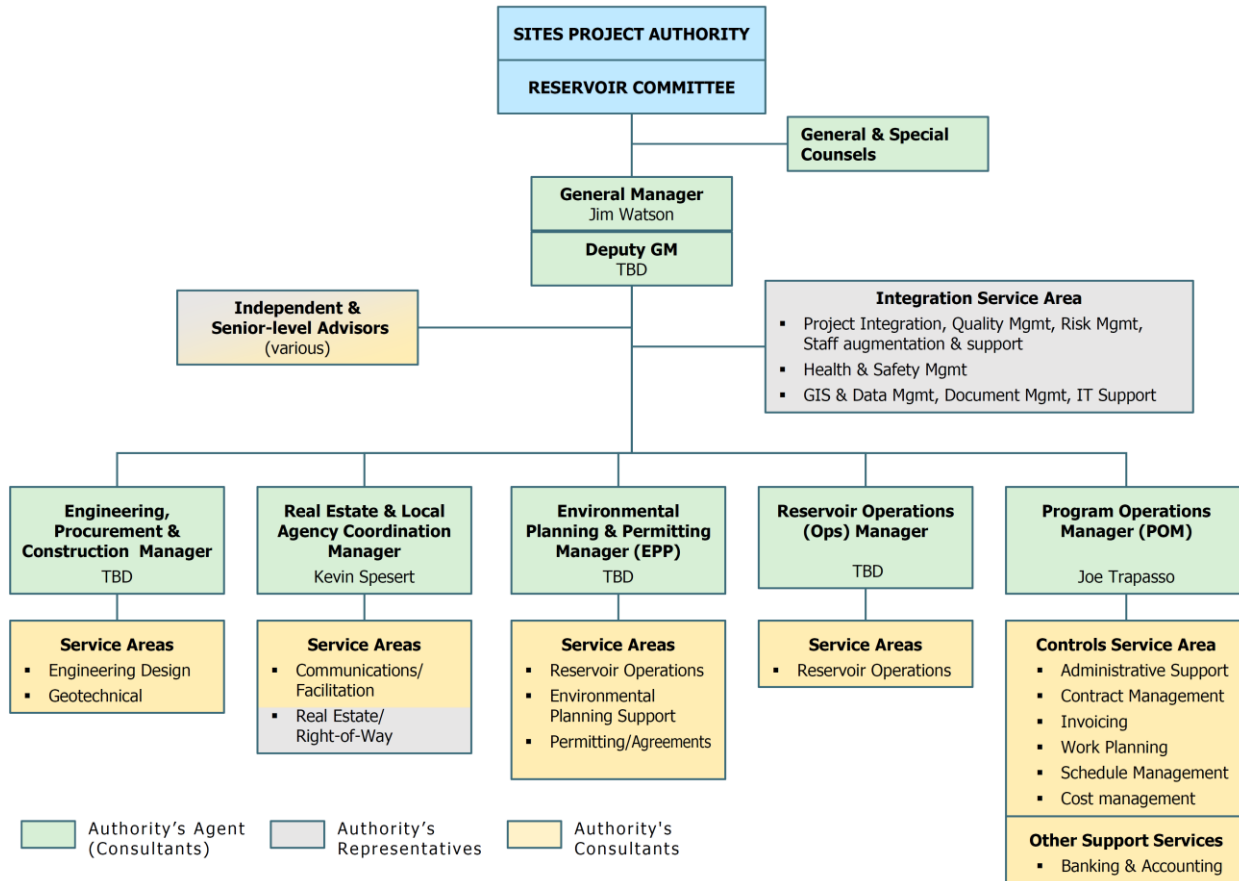 SITES PROJECT AUTHORITY
RESERVOIR COMMITTEE
General & Special
Counsels
General Manager
Jim Watson
Deputy GM
TBD
Independent &
Senior-level Advisors
(various)
Integration Service Area
▪ Project Integration, Quality Mgmt, Risk Mgmt,
Staff augmentation & support
▪ Health & Safety Mgmt
▪ GIS & Data Mgmt, Document Mgmt, IT Support
Engineering,
Procurement &
Construction Manager
TBD
Real Estate & Local
Agency Coordination
Manager
Kevin Spesert
Environmental
Planning & Permitting
Manager (EPP)
TBD
Reservoir Operations
(Ops) Manager
TBD
Program Operations
Manager (POM)
Joe Trapasso
Service Areas
▪ Engineering Design
▪ Geotechnical
Service Areas
▪ Communications/
Facilitation
▪ Real Estate/
Right-of-Way
Service Areas
▪ Reservoir Operations
▪ Environmental
Planning Support
▪ Permitting/Agreements
Service Areas
▪ Reservoir Operations
Controls Service Area
▪ Administrative Support
▪ Contract Management
▪ Invoicing
▪ Work Planning
▪ Schedule Management
▪ Cost management
Other Support Services
▪ Banking & Accounting
Authority's Agent
(Consultants)
Authority's
Representatives
Authority's
Consultants